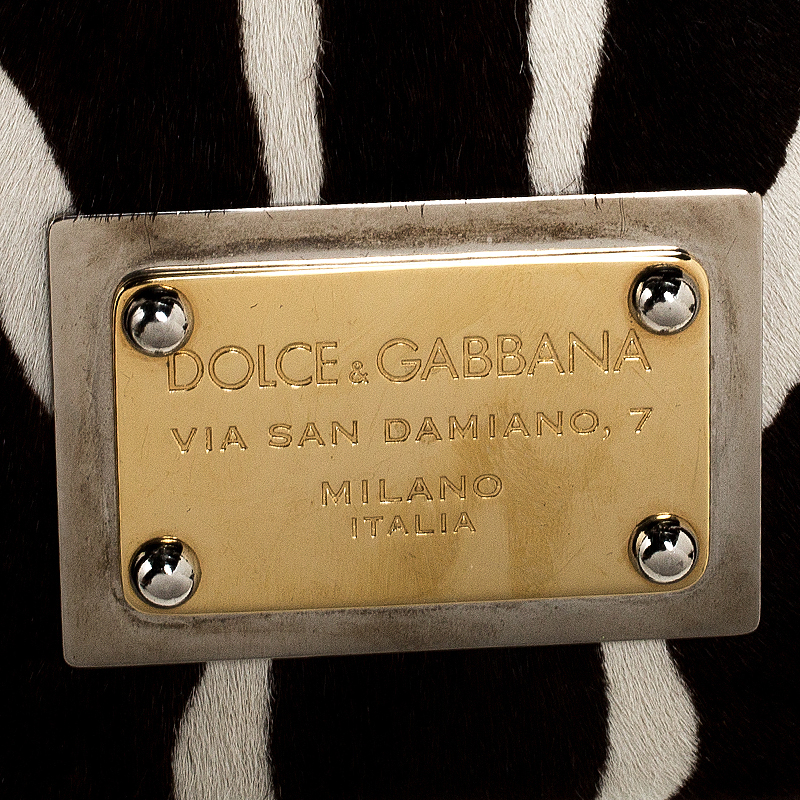 DOLCE & GABBANA
VIA SAN DAMIANO, 7
MILANO
ITALIA